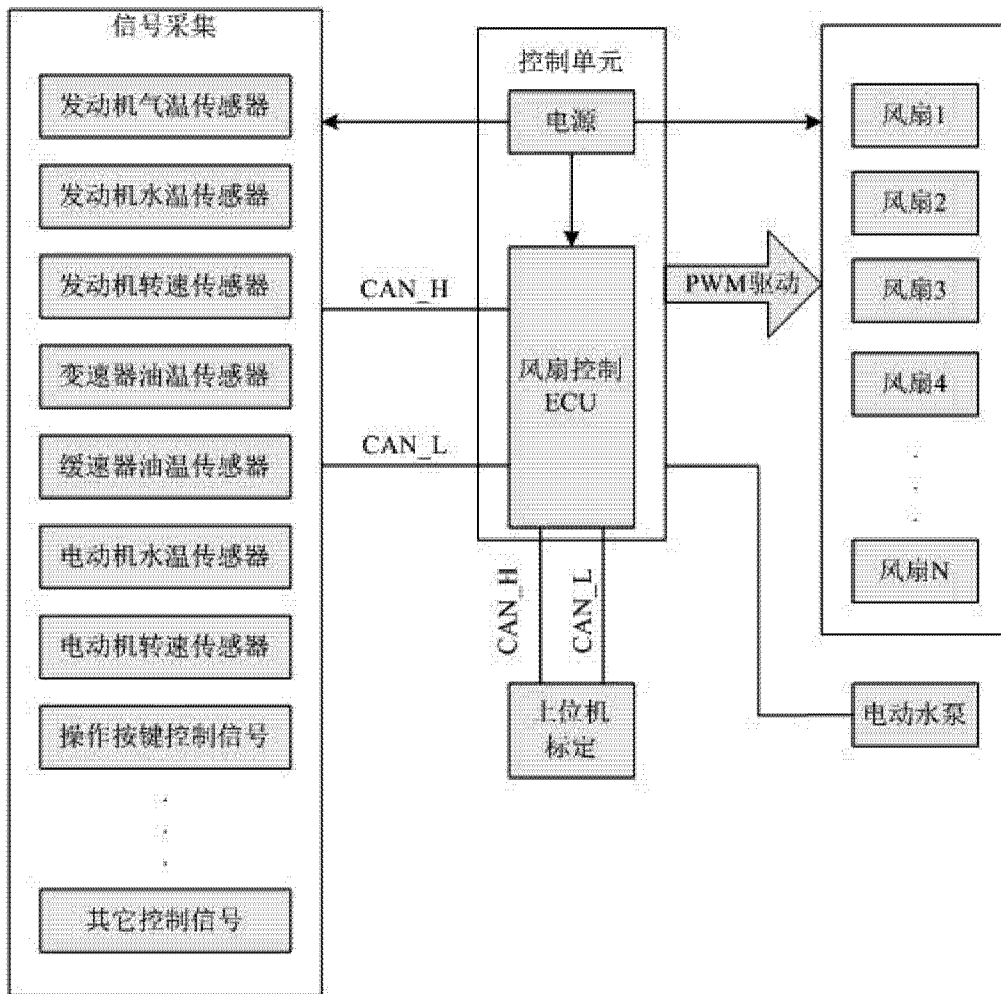 信号采集
发动机气温传感器
发动机水温传感器
发动机转速传感器
变速器油温传感器
缓速器油温传感器
电动机水温传感器
电动机转速传感器
操作按键控制信号
其它控制信号
控制单元
电源
CAN_H
CAN_L
风扇控制
ECU
CAN_H
CAN_L
上位机
标定
PWM驱动
风扇1
风扇2
风扇3
风扇4
风扇N
电动水泵